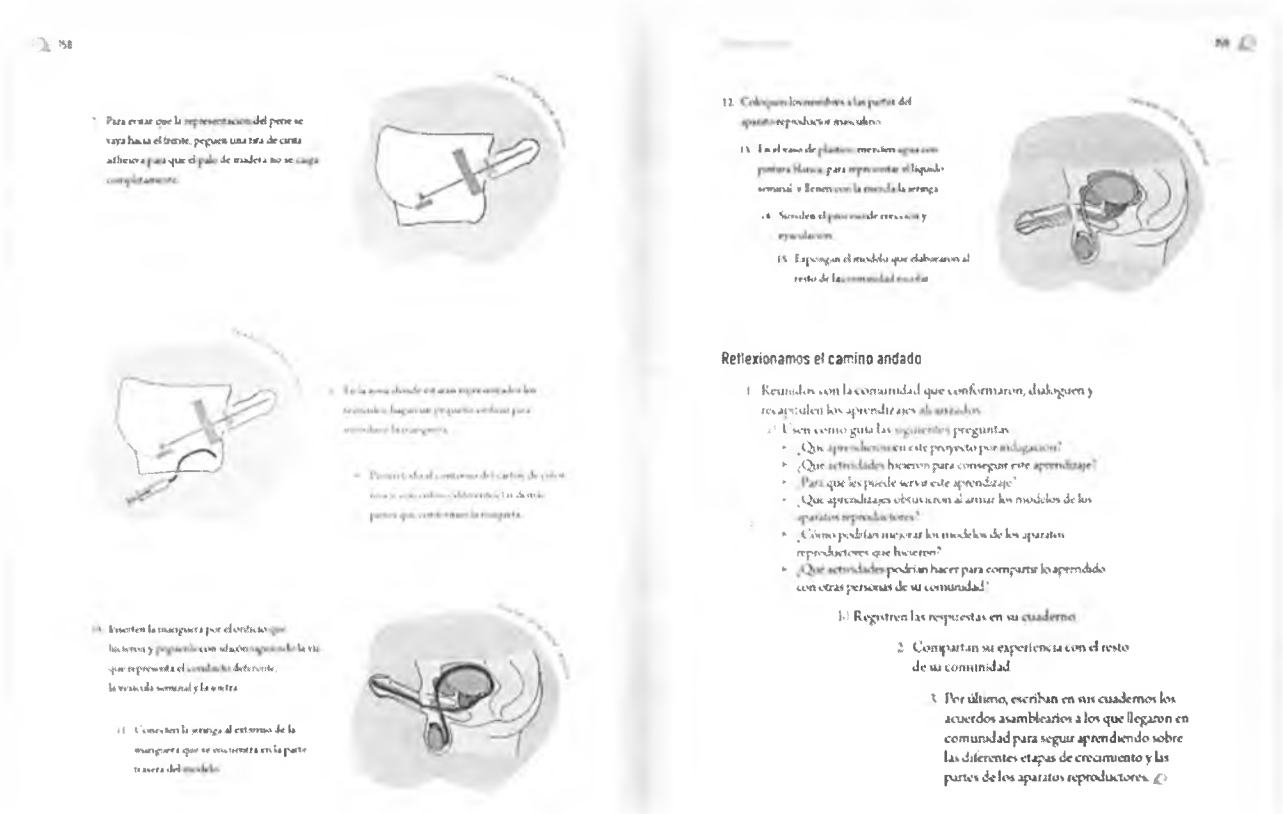 158
Para evitar que la representación del pene se
vaya hacia el frente, peguen una tira de cinta
adhesiva para que el palo de madera no se caiga
completamente.
En la zona donde estarán representados los
testículos, hagan un pequeño orificio para
introducir la manguera.
partes que conforman la maqueta.
10. Inserten la manguera por el orificio que
hicieron y péguenla con silicón siguiendo la vía
que representa el conducto deferente,
la vesícula seminal y la uretra.
11. Conecten la jeringa al extremo de la
manguera que se encuentra en la parte
trasera del modelo.
159
12. Coloquen los nombres a las partes del
aparato reproductor masculino.
13. En el vaso de plástico, mezclen agua con
pintura blanca, para representar el líquido
seminal, y llenen con la mezcla la jeringa.
14. Simulen el proceso de erección y
eyaculación.
15. Expongan el modelo que elaboraron al
resto de la comunidad escolar.
Reflexionamos el camino andado
1. Reunidos con la comunidad que conformaron, dialoguen y
recapitulen los aprendizajes alcanzados.
a) Usen como guía las siguientes preguntas:
▸ ¿Qué aprendieron en este proyecto por indagación?
▸ ¿Qué actividades hicieron para conseguir este aprendizaje?
▸ ¿Para qué les puede servir este aprendizaje?
▸ ¿Qué aprendizajes obtuvieron al armar los modelos de los
aparatos reproductores?
▸ ¿Cómo podrían mejorar los modelos de los aparatos
reproductores que hicieron?
▸ ¿Qué actividades podrían hacer para compartir lo aprendido
con otras personas de su comunidad?
b) Registren las respuestas en su cuaderno.
2. Compartan su experiencia con el resto
de su comunidad.
3. Por último, escriban en sus cuadernos los
acuerdos asamblearios a los que llegaron en
comunidad para seguir aprendiendo sobre
las diferentes etapas de crecimiento y las
partes de los aparatos reproductores.